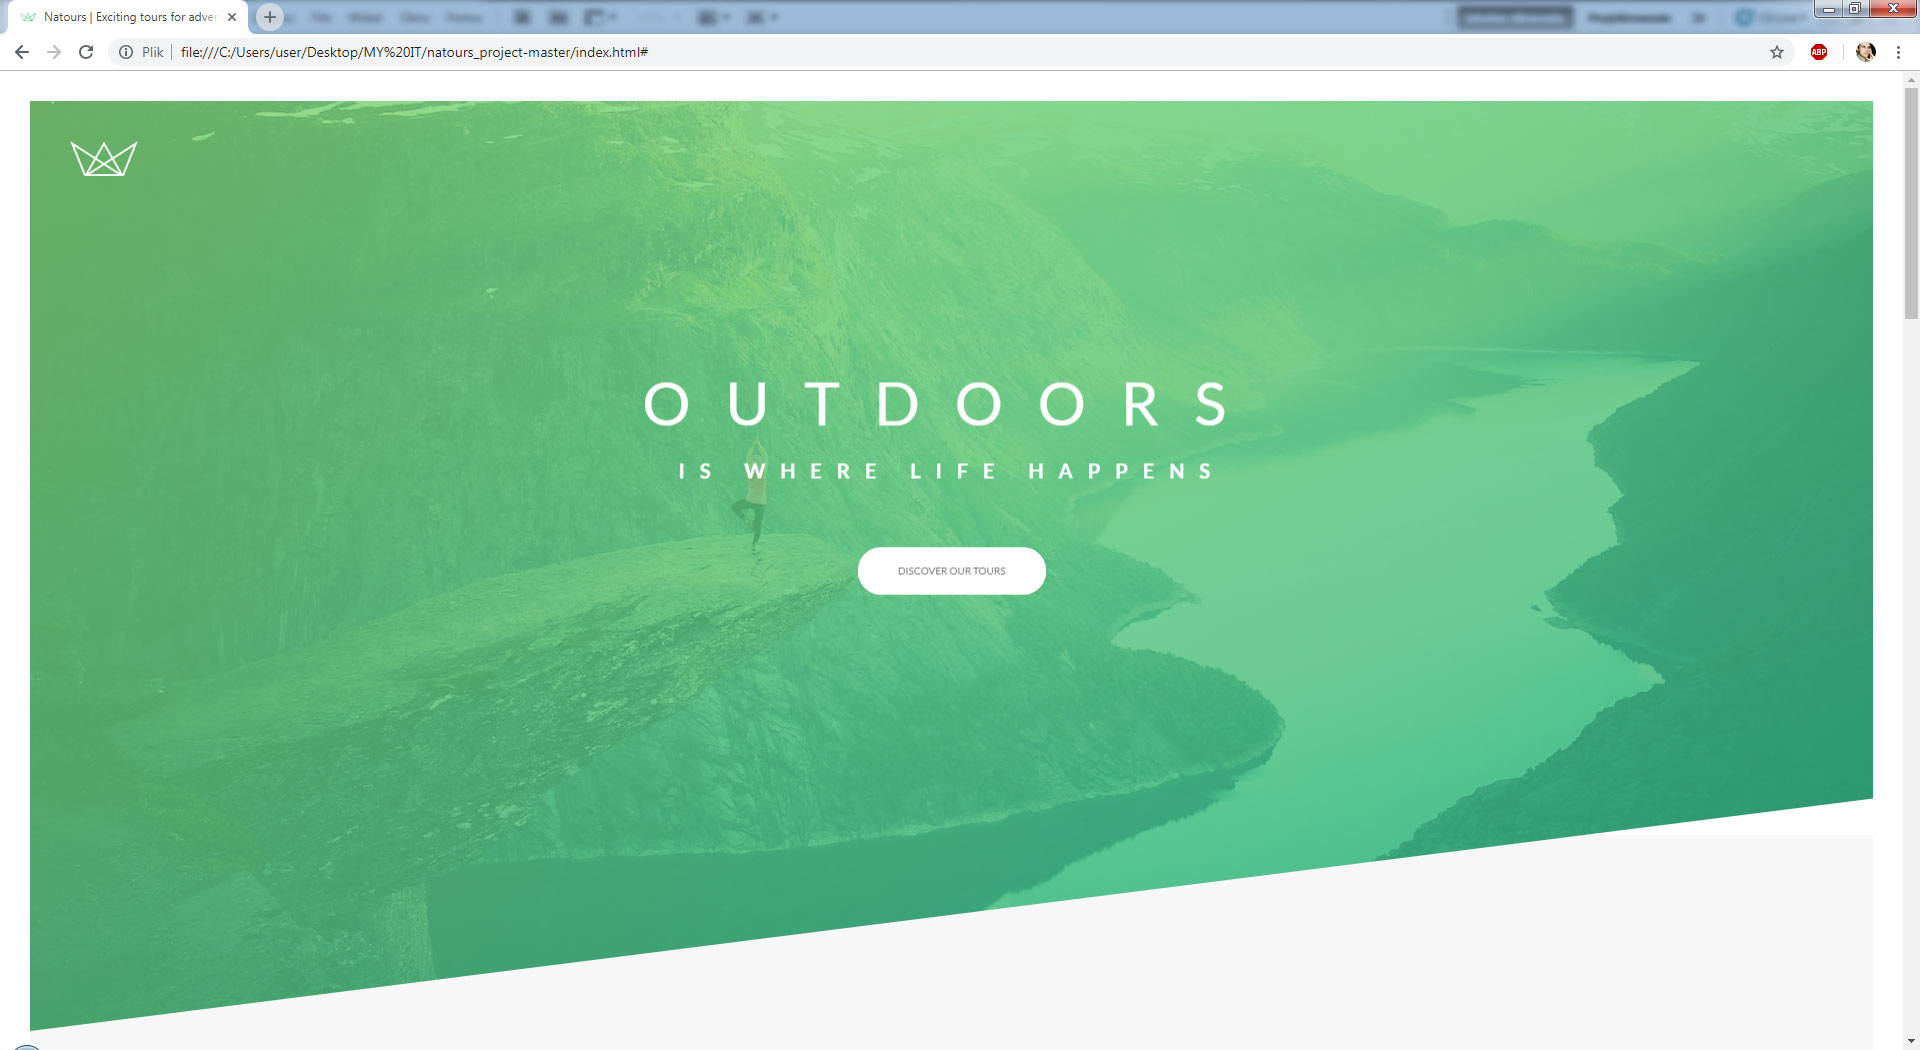 Natours | Exciting tours for adver
Plik
file:///C:/Users/user/Desktop/MY%20IT/natours_project-master/index.html#
ABP
OUTDOORS
IS WHERE LIFE HAPPENS
DISCOVER OUR TOURS